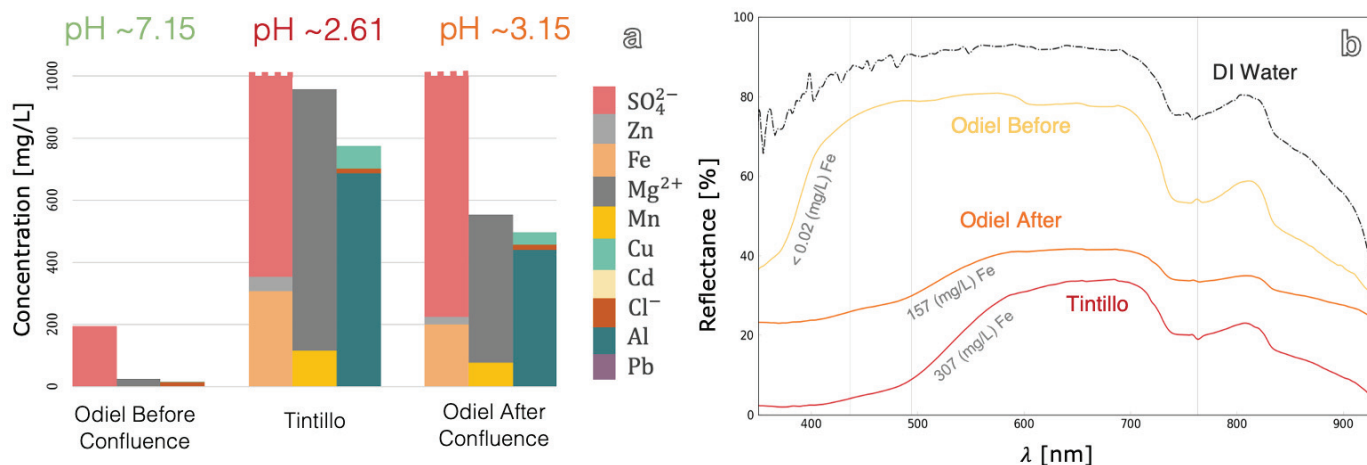 pH ~7.15
pH ~2.61
pH ~3.15
a
Concentration [mg/L]
1000
800
600
400
200
0
Odiel Before
Confluence
Tintillo
Odiel After
Confluence
SO₄²⁻
Zn
Fe
Mg²⁺
Mn
Cu
Cd
Cl⁻
Al
Pb
b
Reflectance [%]
100
80
60
40
20
0
DI Water
Odiel Before
< 0.02 (mg/L) Fe
Odiel After
157 (mg/L) Fe
Tintillo
307 (mg/L) Fe
400
500
600
700
800
900
λ [nm]